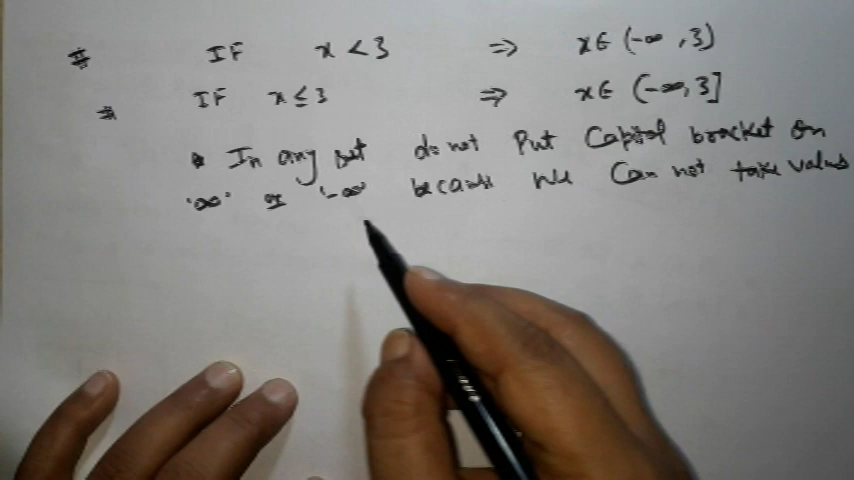 # IF x < 3 ⇒ x ∈ (-∞, 3)
⇒ IF x ≤ 3 ⇒ x ∈ (-∞, 3]
• In any set do not Put Capital bracket on
'∞' or '-∞' because we Can not take value